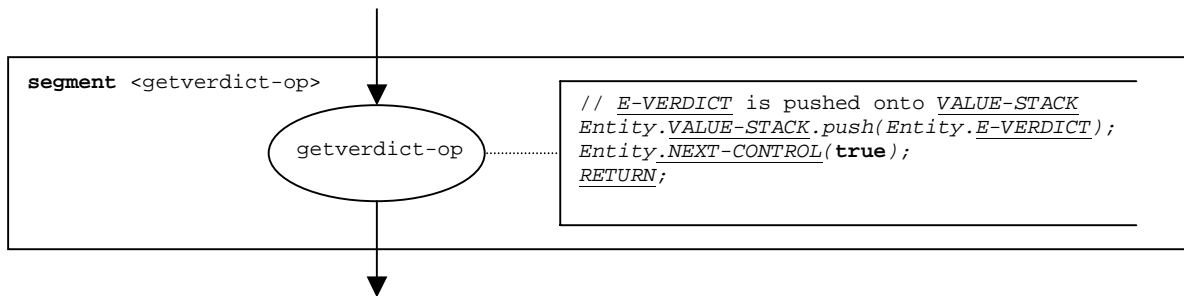 segment <getverdict-op>
getverdict-op
// E-VERDICT is pushed onto VALUE-STACK
Entity.VALUE-STACK.push(Entity.E-VERDICT);
Entity.NEXT-CONTROL(true);
RETURN;